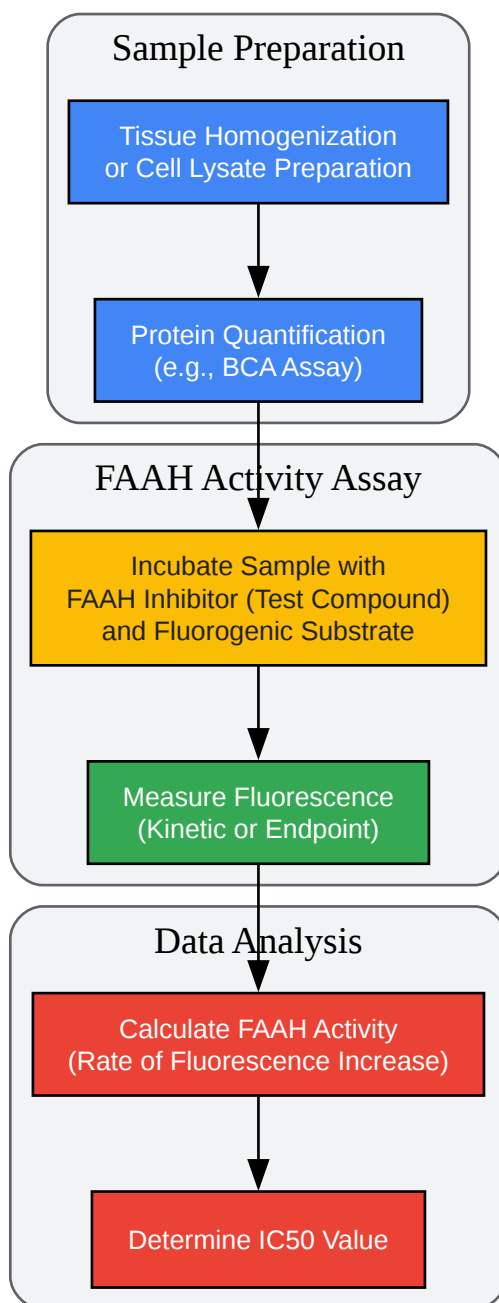 Sample Preparation
Tissue Homogenization
or Cell Lysate Preparation
Protein Quantification
(e.g., BCA Assay)
FAAH Activity Assay
Incubate Sample with
FAAH Inhibitor (Test Compound)
and Fluorogenic Substrate
Measure Fluorescence
(Kinetic or Endpoint)
Data Analysis
Calculate FAAH Activity
(Rate of Fluorescence Increase)
Determine IC50 Value